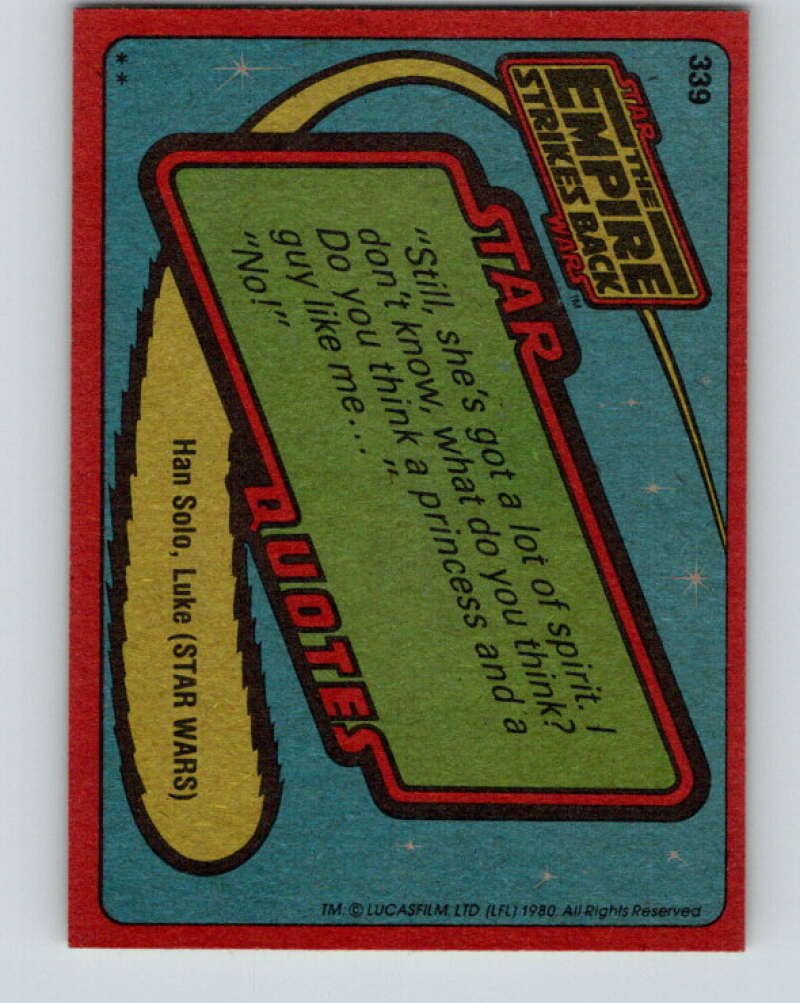 339
STAR
THE
EMPIRE
STRIKES BACK
WARS™
STAR
"Still, she's got a lot of spirit. I
don't know, what do you think?
Do you think a princess and a
guy like me..."
"No!"
QUOTES
Han Solo, Luke (STAR WARS)
**
TM: © LUCASFILM, LTD (LFL) 1980. All Rights Reserved